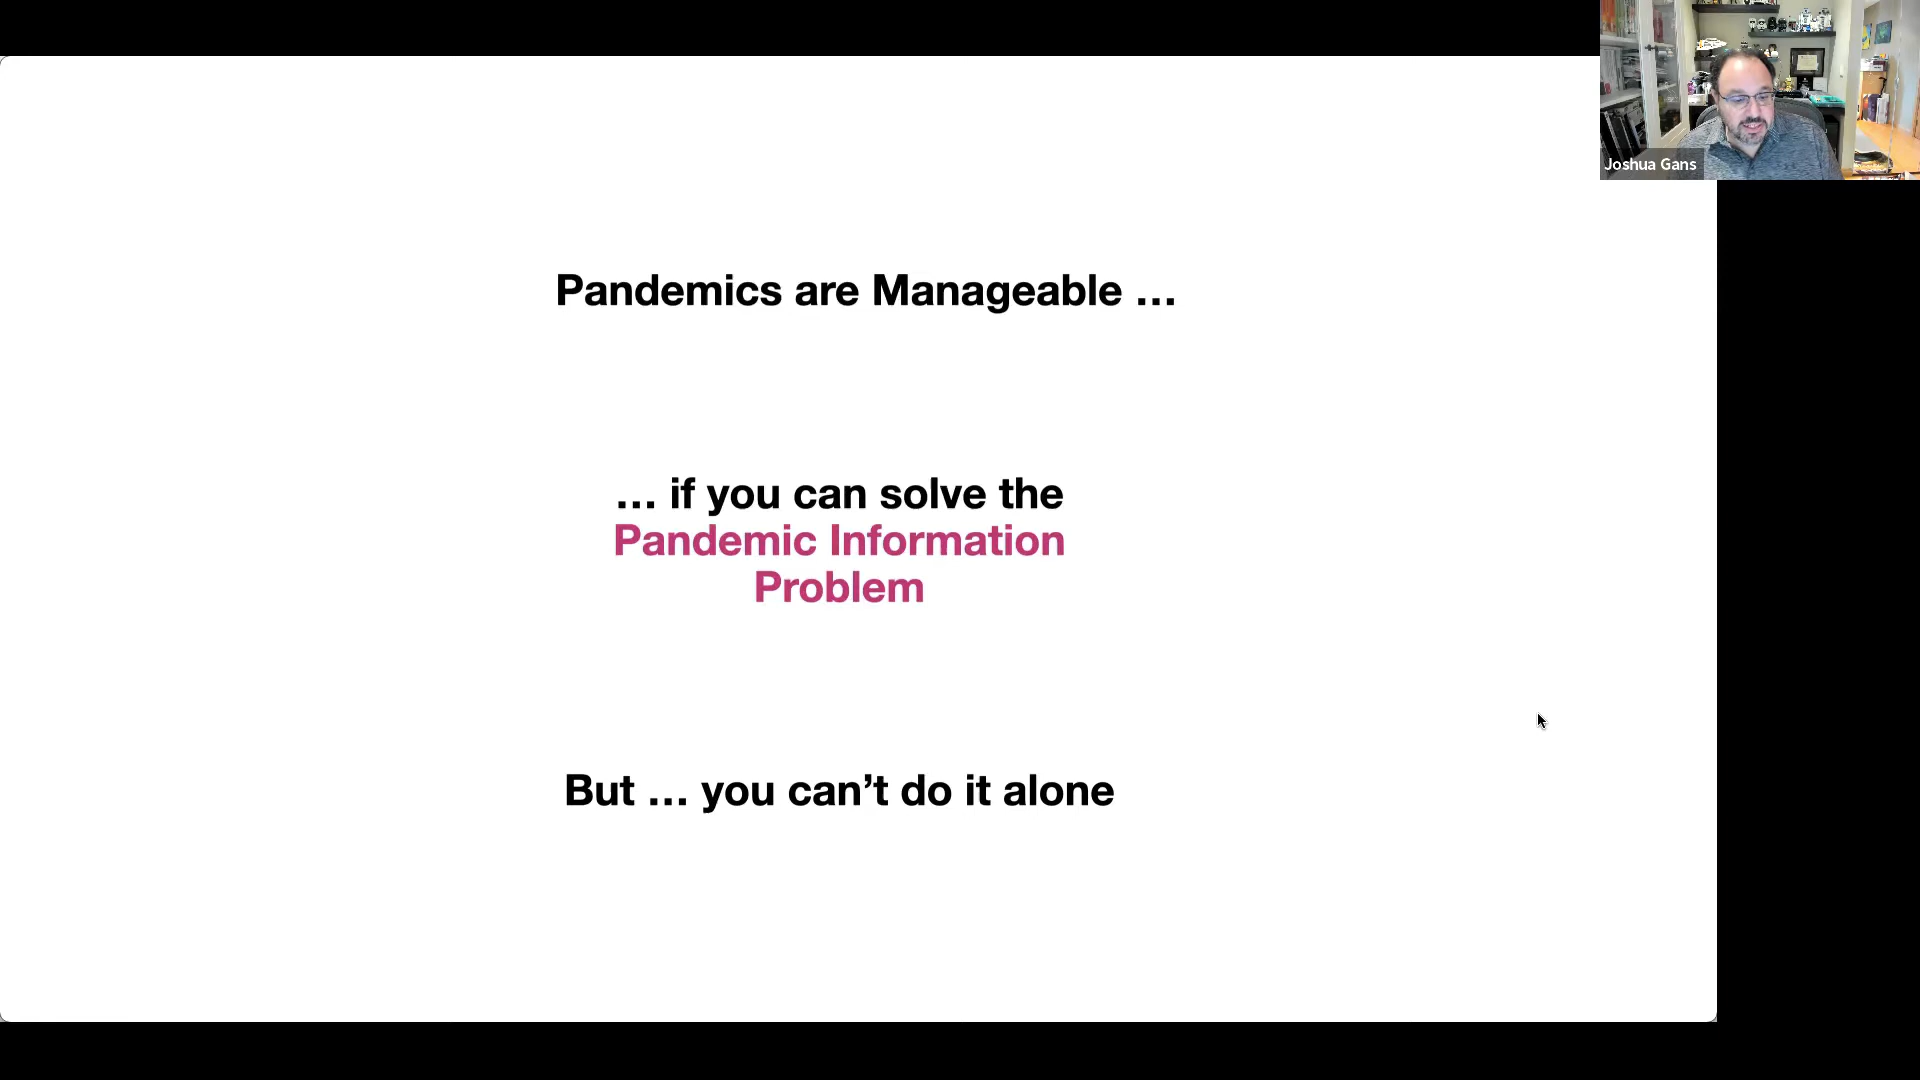 Joshua Gans
Pandemics are Manageable …
… if you can solve the
Pandemic Information
Problem
But … you can’t do it alone